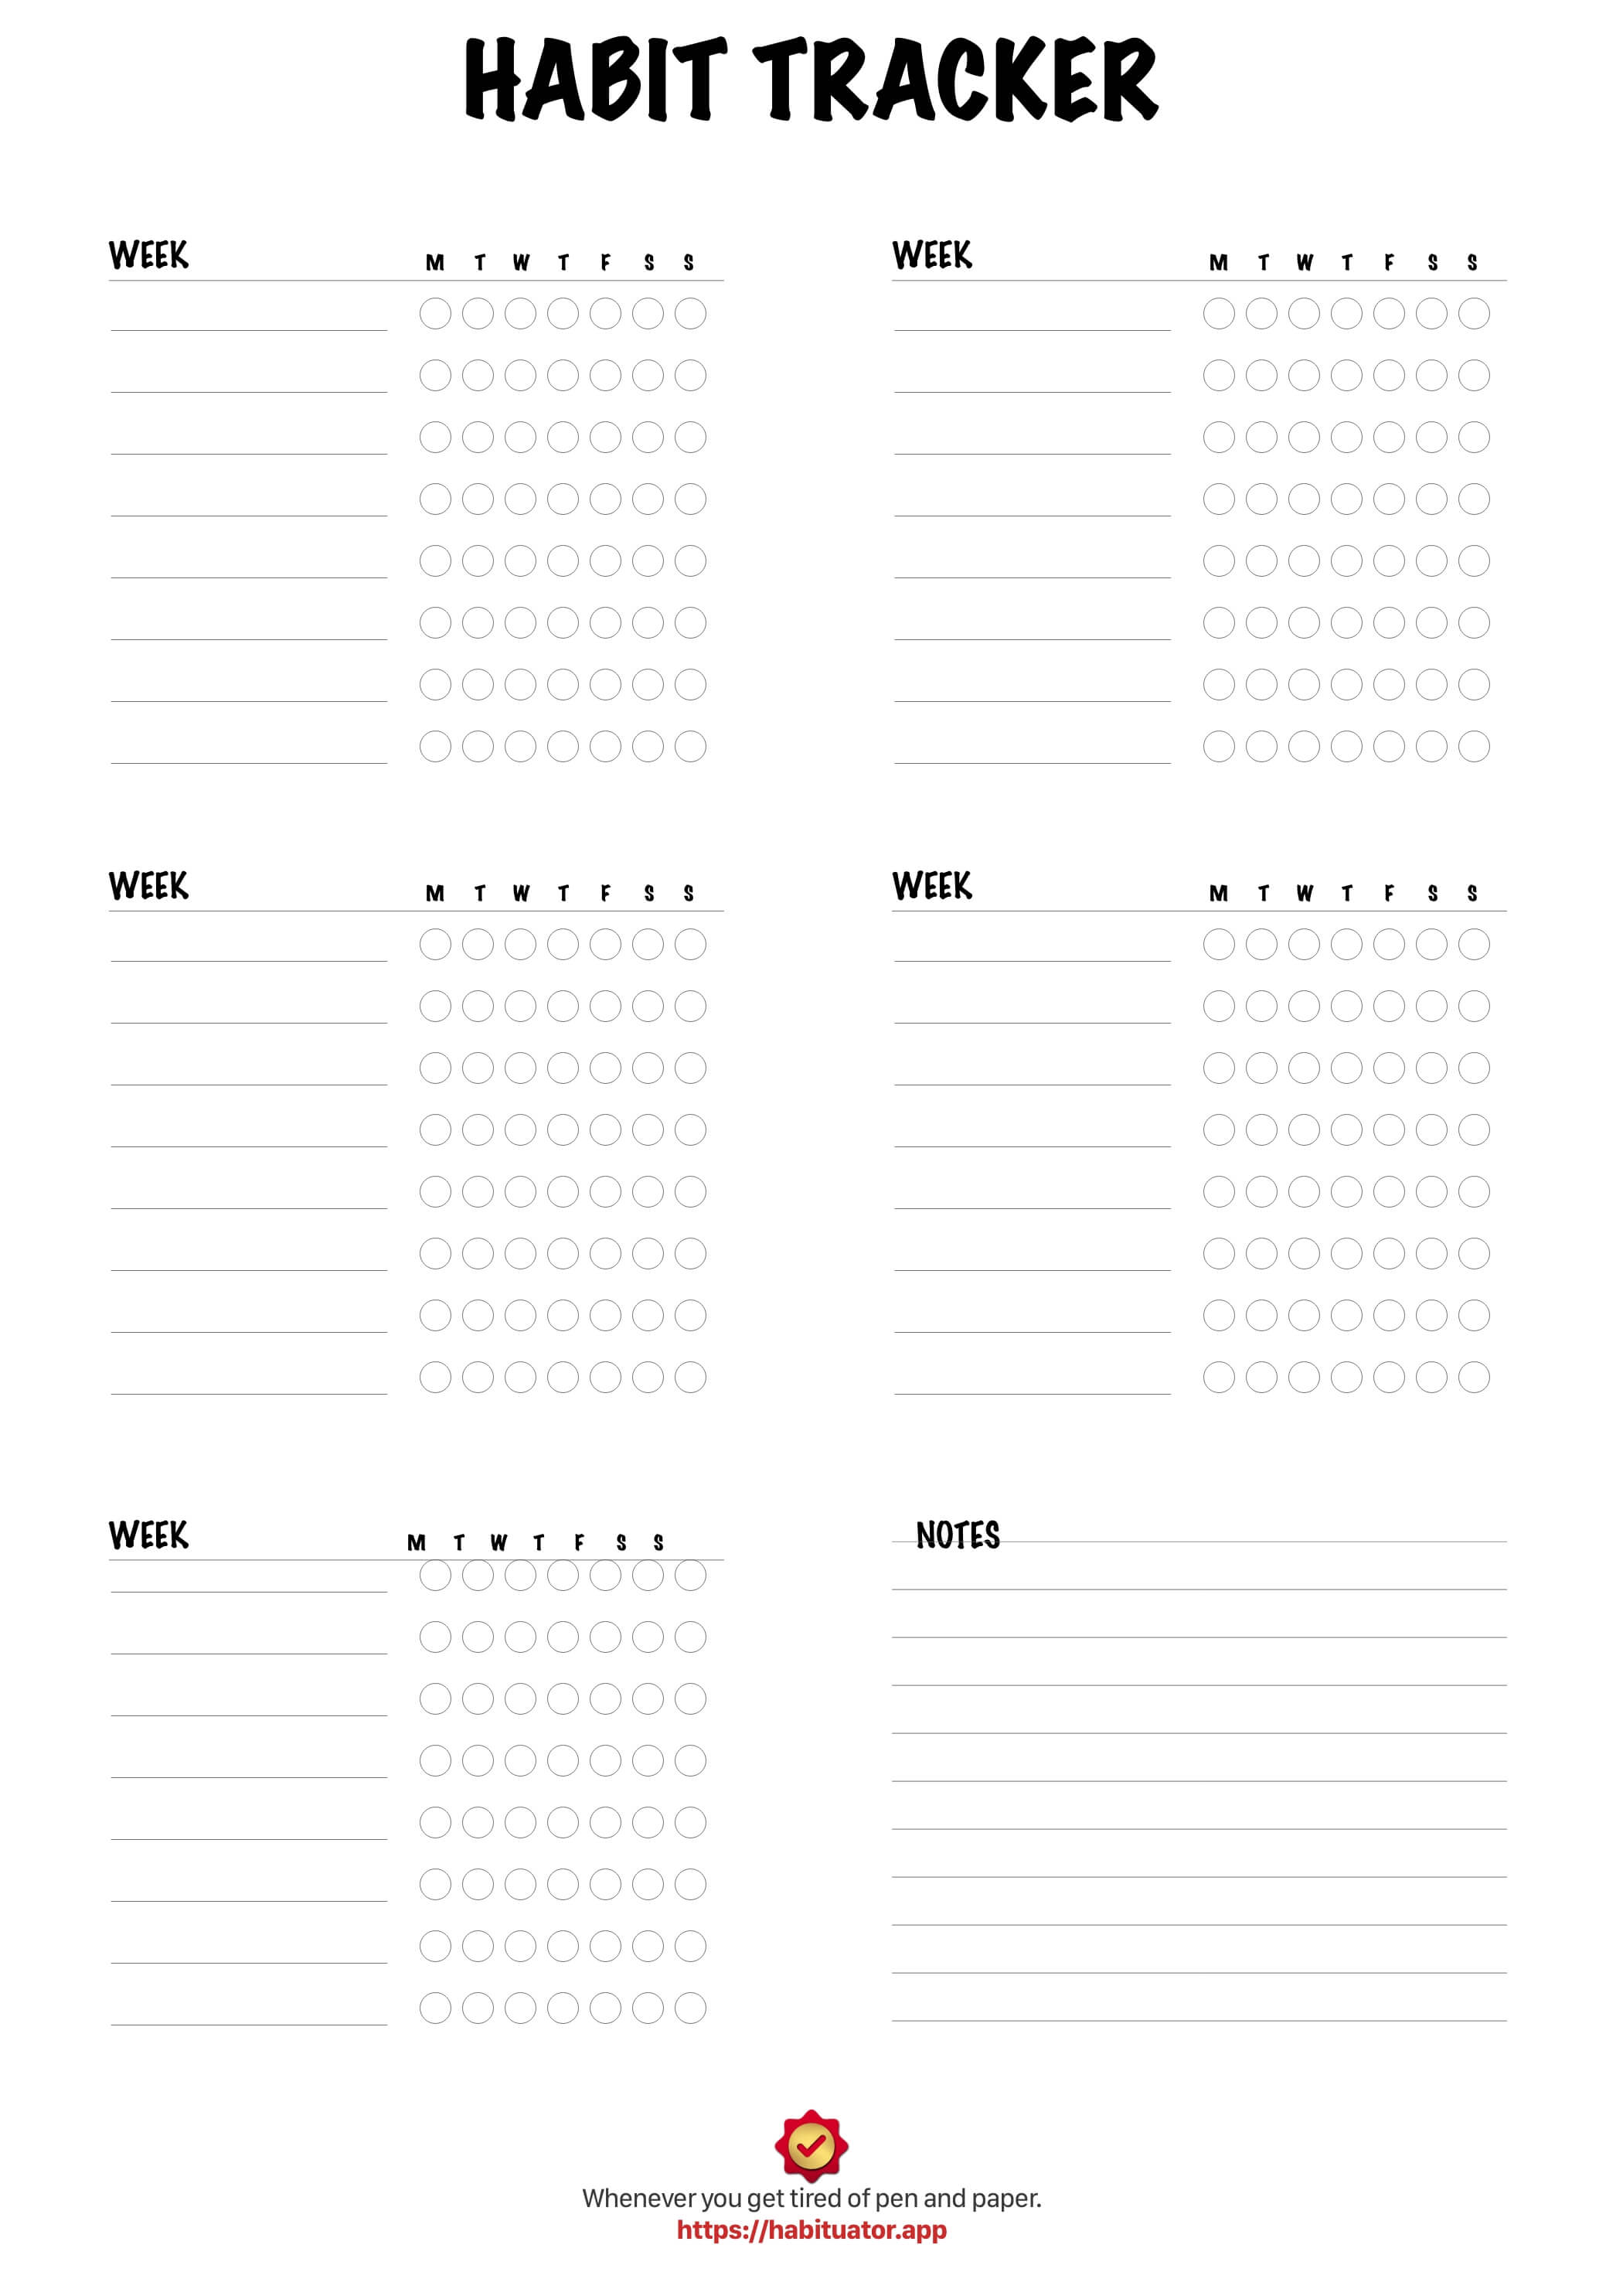 HABIT TRACKER
WEEK M T W T F S S
WEEK M T W T F S S
WEEK M T W T F S S
WEEK M T W T F S S
WEEK M T W T F S S
NOTES
Whenever you get tired of pen and paper.
https://habituator.app